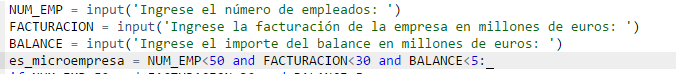 NUM_EMP = input('Ingrese el número de empleados: ')
FACTURACION = input('Ingrese la facturación de la empresa en millones de euros: ')
BALANCE = input('Ingrese el importe del balance en millones de euros: ')
es_microempresa = NUM_EMP<50 and FACTURACION<30 and BALANCE<5: